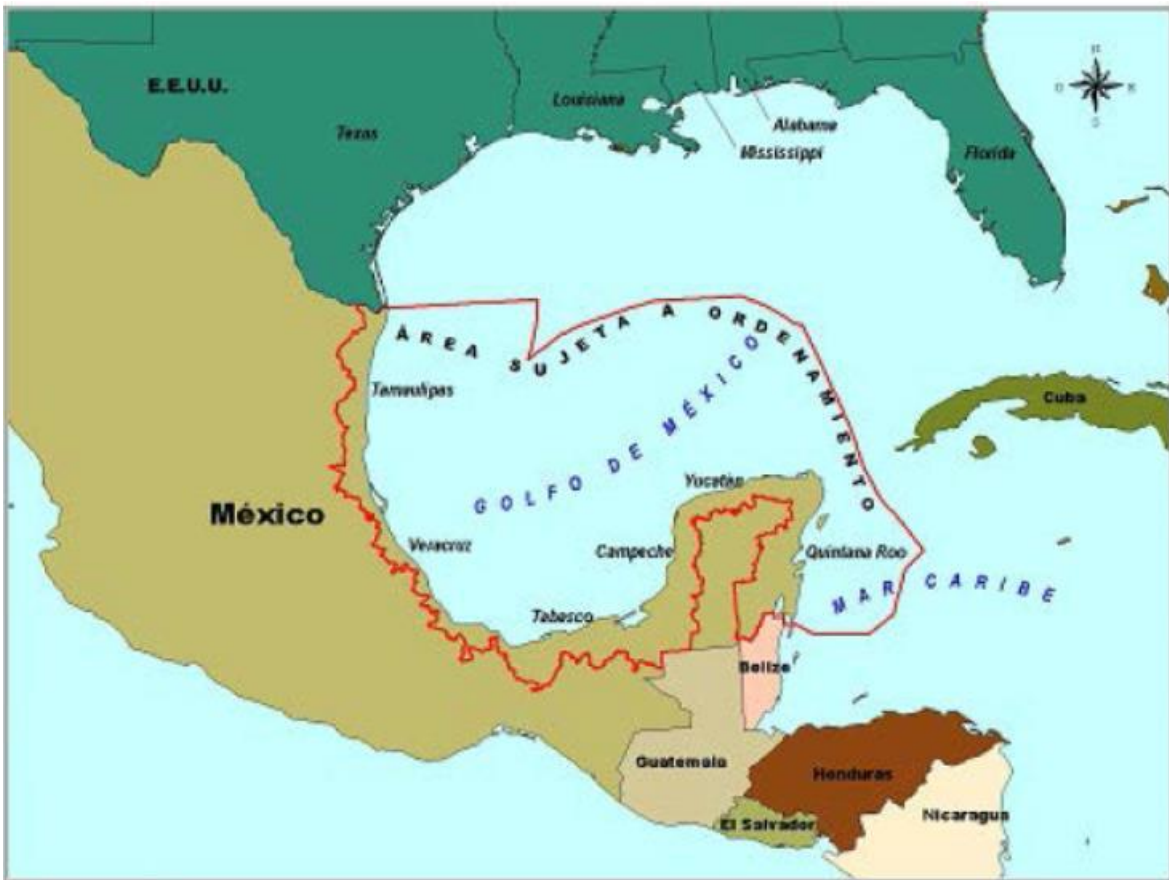 E.E.U.U.
Texas
Louisiana
Alabama
Mississippi
Florida
N
O
E
S
ÁREA SUJETA A ORDENAMIENTO
GOLFO DE MÉXICO
Tamaulipas
Cuba
Yucatán
México
Veracruz
Campeche
Quintana Roo
MAR CARIBE
Tabasco
Belize
Guatemala
Honduras
El Salvador
Nicaragua